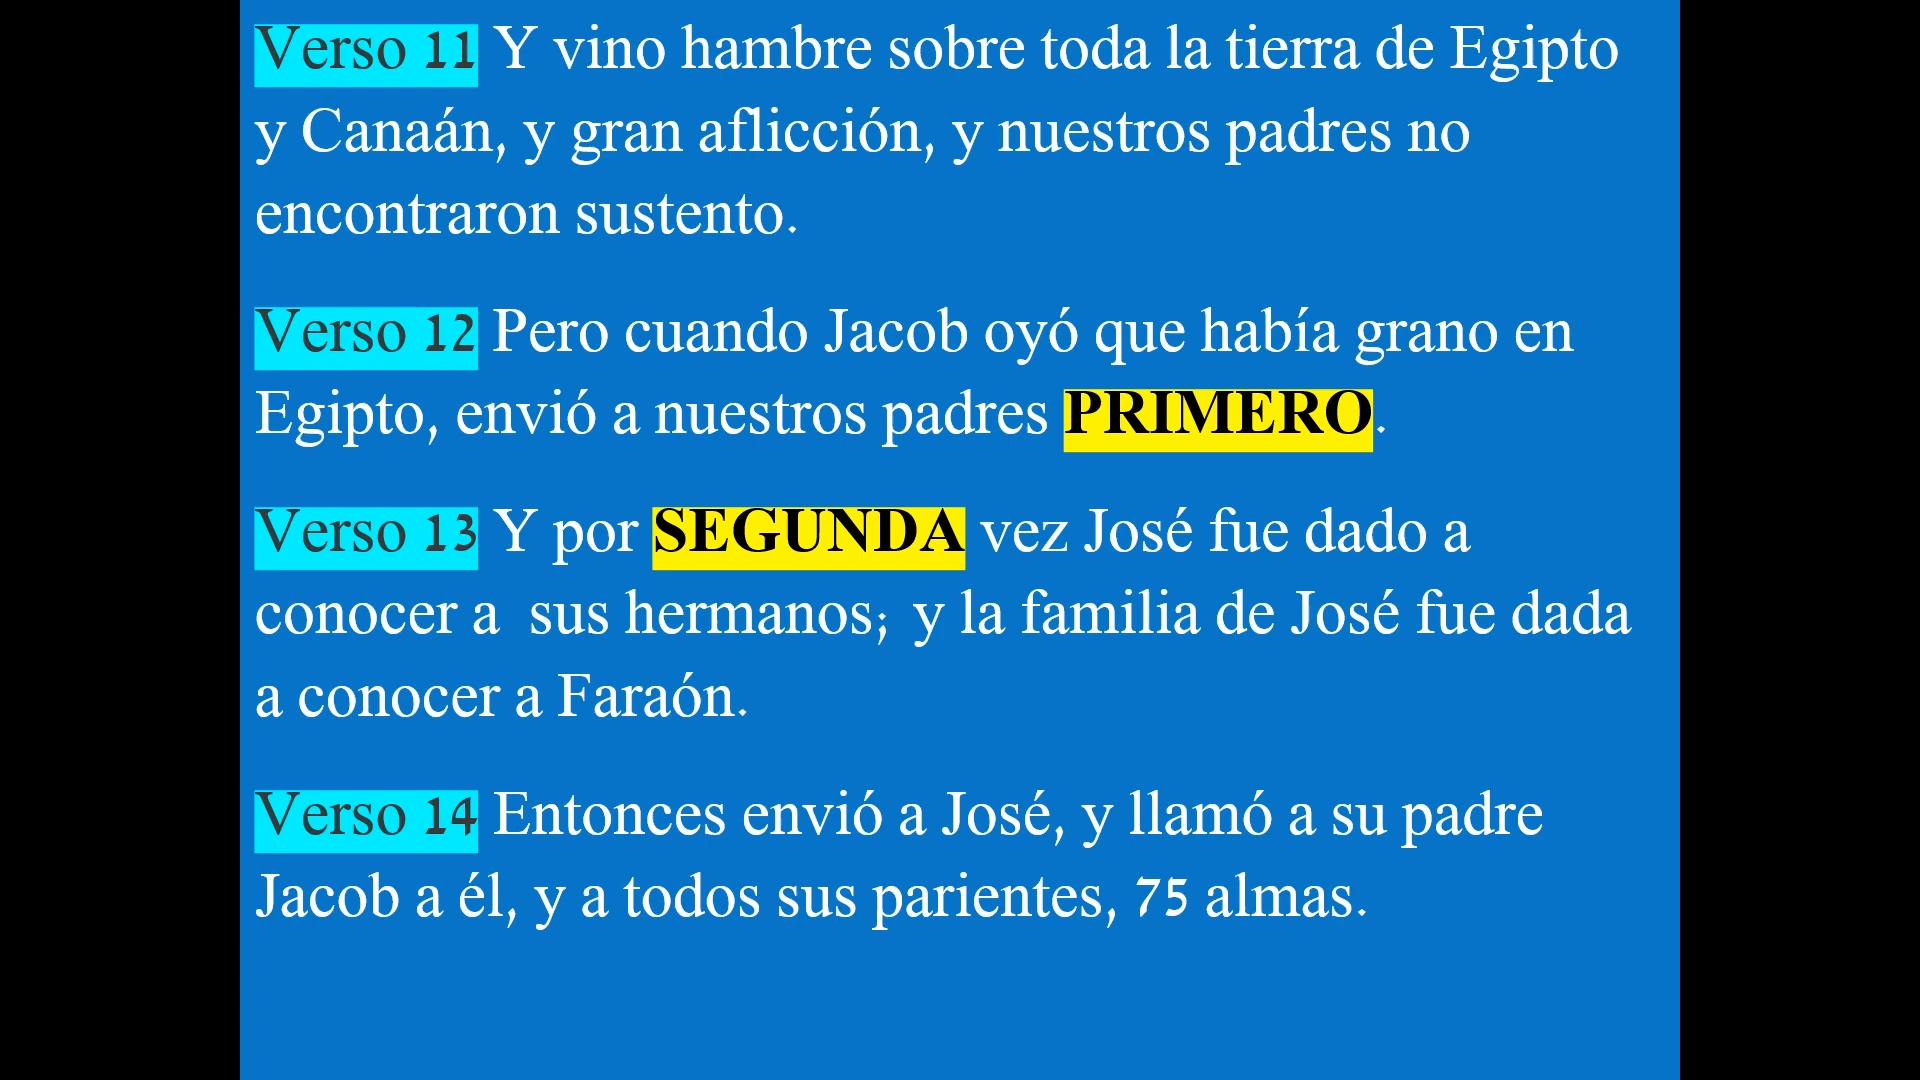 Verso 11 Y vino hambre sobre toda la tierra de Egipto
y Canaán, y gran aflicción, y nuestros padres no
encontraron sustento.
Verso 12 Pero cuando Jacob oyó que había grano en
Egipto, envió a nuestros padres PRIMERO.
Verso 13 Y por SEGUNDA vez José fue dado a
conocer a  sus hermanos; y la familia de José fue dada
a conocer a Faraón.
Verso 14 Entonces envió a José, y llamó a su padre
Jacob a él, y a todos sus parientes, 75 almas.